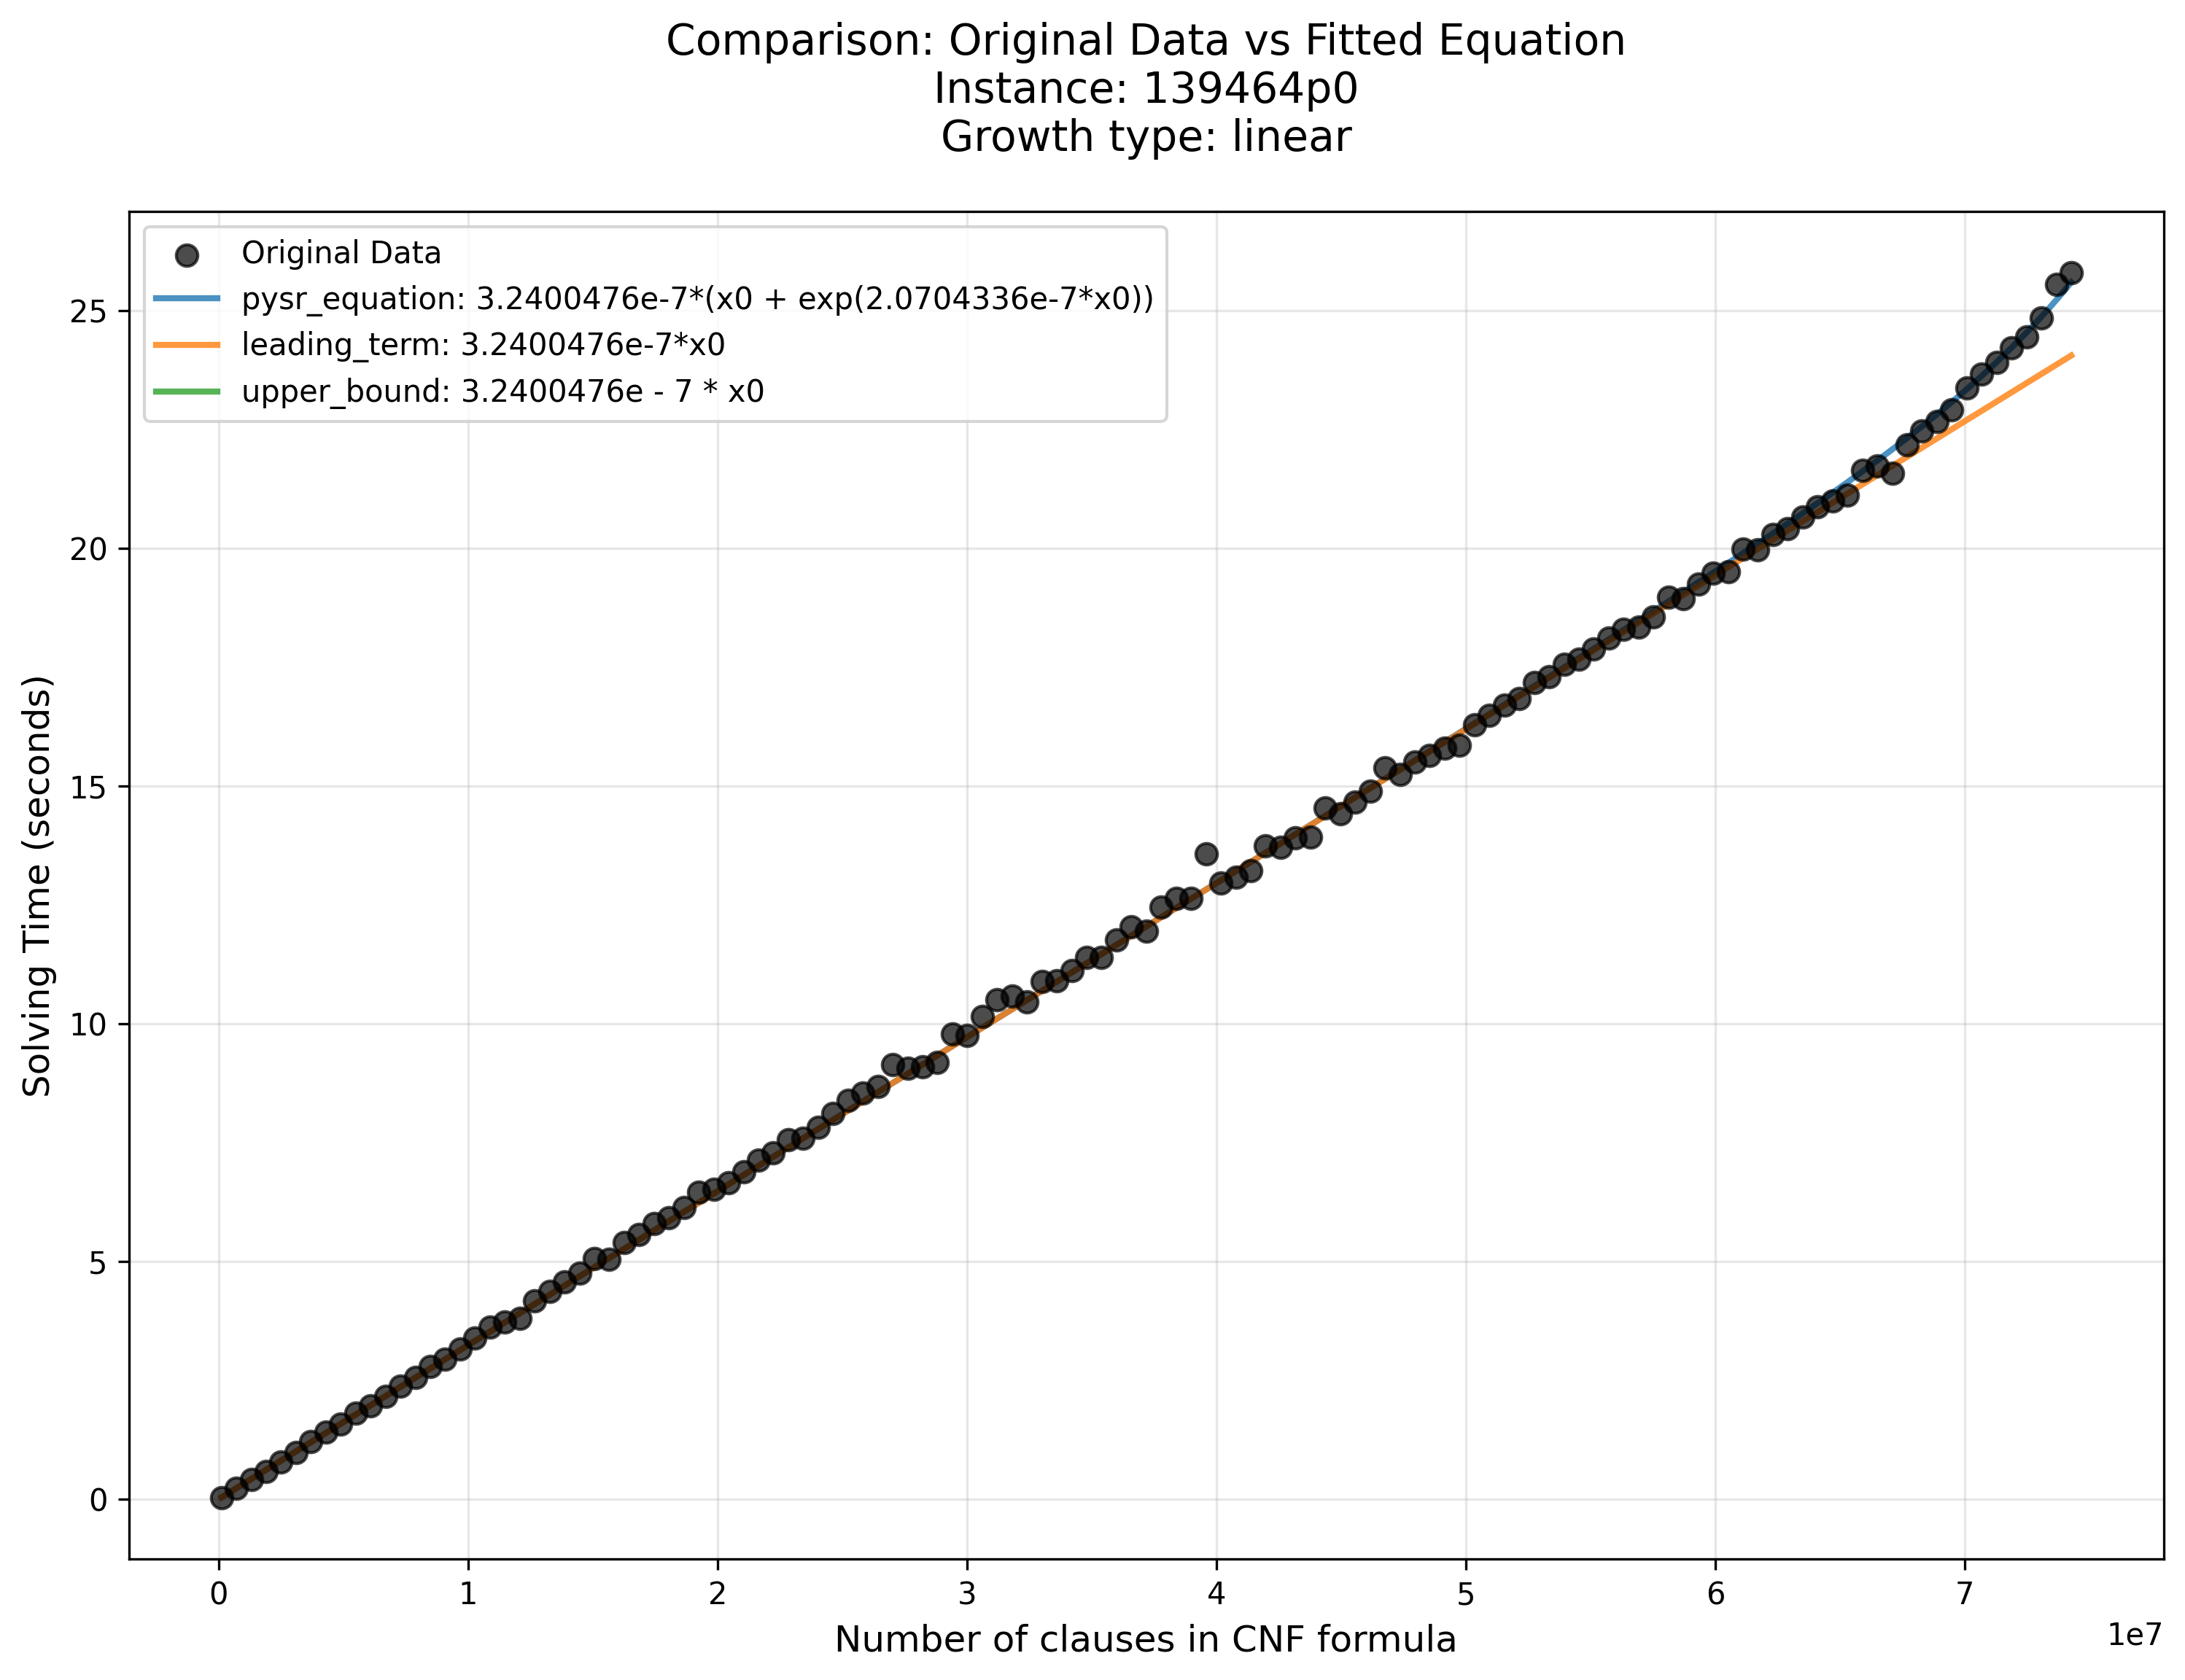 Comparison: Original Data vs Fitted Equation
Instance: 139464p0
Growth type: linear
Original Data
pysr_equation: 3.2400476e-7*(x0 + exp(2.0704336e-7*x0))
leading_term: 3.2400476e-7*x0
upper_bound: 3.2400476e - 7 * x0
25
20
15
10
5
0
Solving Time (seconds)
0 1 2 3 4 5 6 7
1e7
Number of clauses in CNF formula